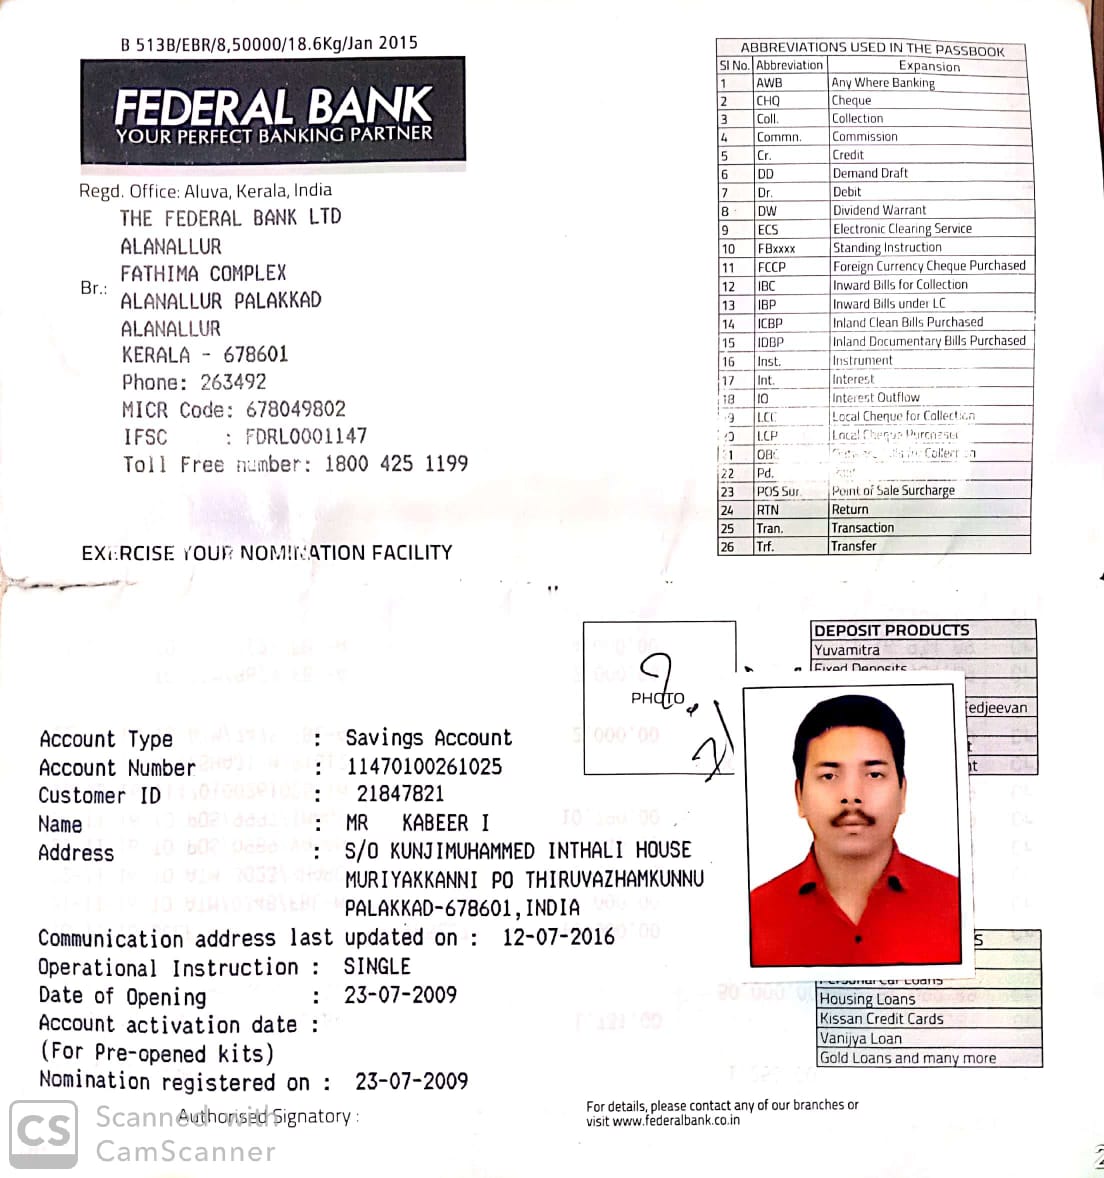 B 513B/EBR/8,50000/18.6Kg/Jan 2015
FEDERAL BANK
YOUR PERFECT BANKING PARTNER
Regd. Office: Aluva, Kerala, India
THE FEDERAL BANK LTD
ALANALLUR
FATHIMA COMPLEX
Br.:
ALANALLUR PALAKKAD
ALANALLUR
KERALA - 678601
Phone: 263492
MICR Code: 678049802
IFSC : FDRL0001147
Toll Free number: 1800 425 1199
EXERCISE YOUR NOMINATION FACILITY
ABBREVIATIONS USED IN THE PASSBOOK
Sl No. Abbreviation Expansion
1 AWB Any Where Banking
2 CHQ Cheque
3 Coll. Collection
4 Commn. Commission
5 Cr. Credit
6 DD Demand Draft
7 Dr. Debit
8 DW Dividend Warrant
9 ECS Electronic Clearing Service
10 FBxxxx Standing Instruction
11 FCCP Foreign Currency Cheque Purchased
12 IBC Inward Bills for Collection
13 IBP Inward Bills under LC
14 ICBP Inland Clean Bills Purchased
15 IDBP Inland Documentary Bills Purchased
16 Inst. Instrument
17 Int. Interest
18 IO Interest Outflow
9 LCC Local Cheque for Collection
LCP Local Cheque Purchased
1 OBC Collection
22 Pd.
23 POS Sur. Point of Sale Surcharge
24 RTN Return
25 Tran. Transaction
26 Trf. Transfer
PHOTO
DEPOSIT PRODUCTS
Yuvamitra
Fixed Deposits
edjeevan
t
nt
Account Type : Savings Account
Account Number : 11470100261025
Customer ID : 21847821
Name : MR KABEER I
Address : S/O KUNJIMUHAMMED INTHALI HOUSE
MURIYAKKANNI PO THIRUVAZHAMKUNNU
PALAKKAD-678601,INDIA
Communication address last updated on : 12-07-2016
Operational Instruction : SINGLE
Date of Opening : 23-07-2009
Account activation date :
(For Pre-opened kits)
Nomination registered on : 23-07-2009
Authorised Signatory :
S
Personal Car Loans
Housing Loans
Kissan Credit Cards
Vanijya Loan
Gold Loans and many more
For details, please contact any of our branches or
visit www.federalbank.co.in
CS Scanned with
CamScanner